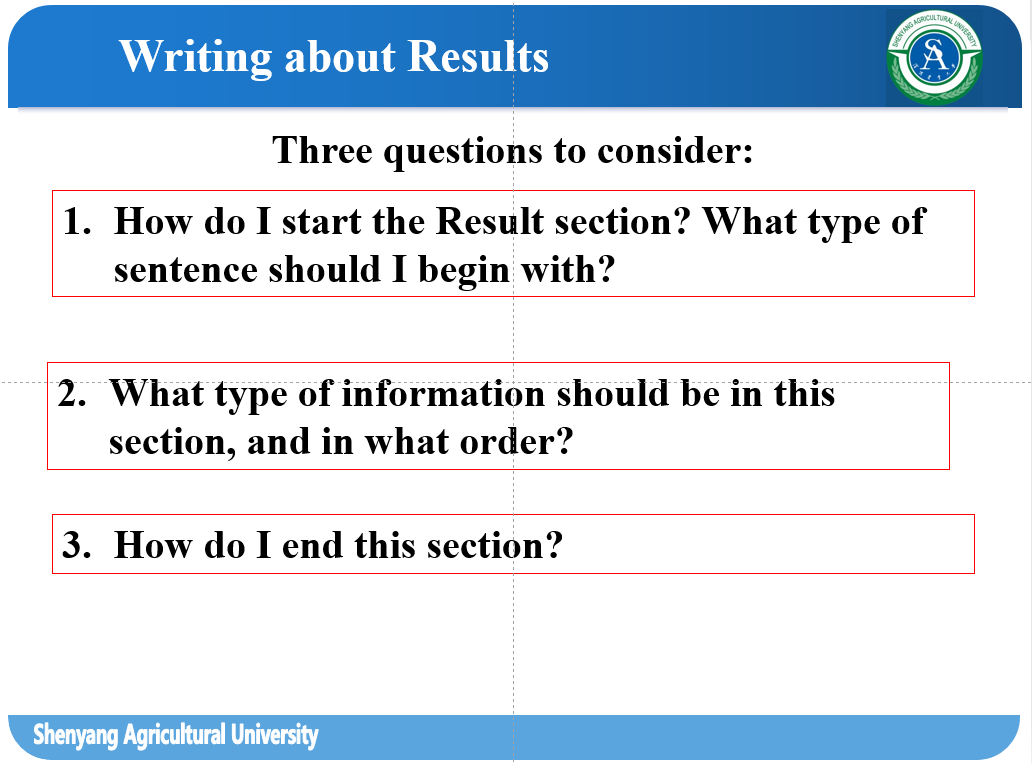 Writing about Results
SHENYANG AGRICULTURAL UNIVERSITY
Three questions to consider:
1. How do I start the Result section? What type of
sentence should I begin with?
2. What type of information should be in this
section, and in what order?
3. How do I end this section?
Shenyang Agricultural University